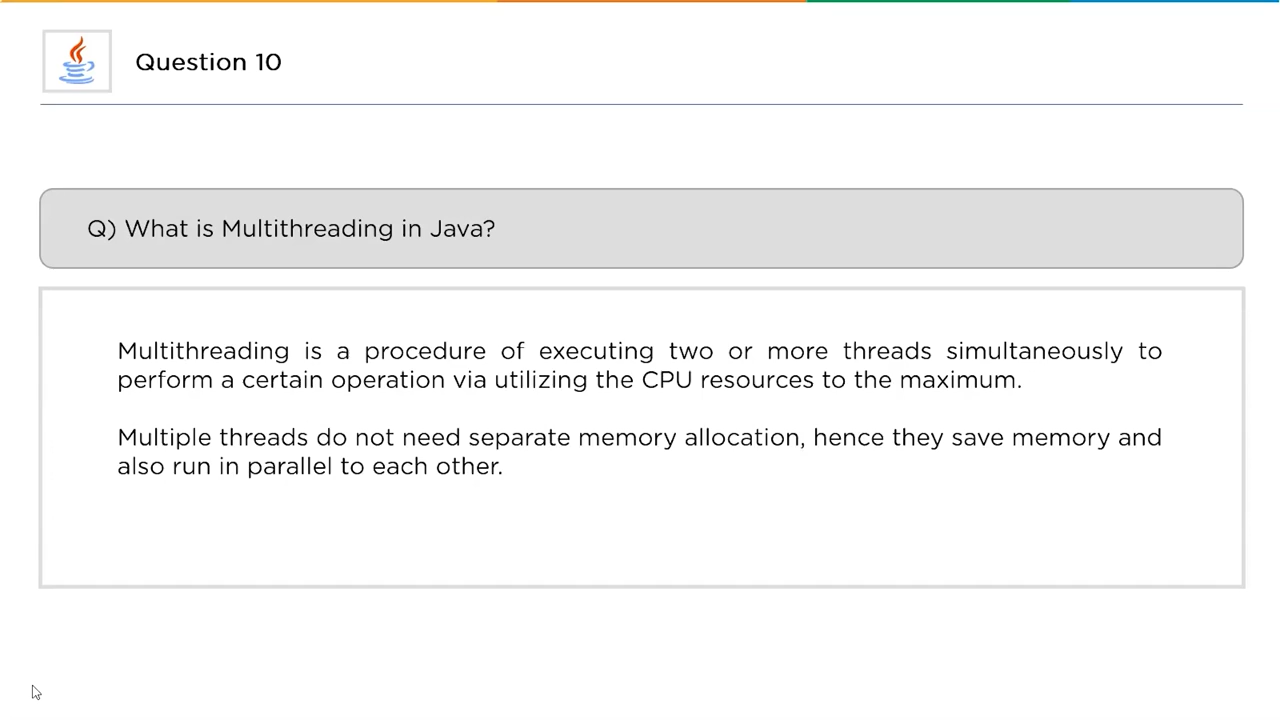 Question 10
Q) What is Multithreading in Java?
Multithreading is a procedure of executing two or more threads simultaneously to
perform a certain operation via utilizing the CPU resources to the maximum.
Multiple threads do not need separate memory allocation, hence they save memory and
also run in parallel to each other.